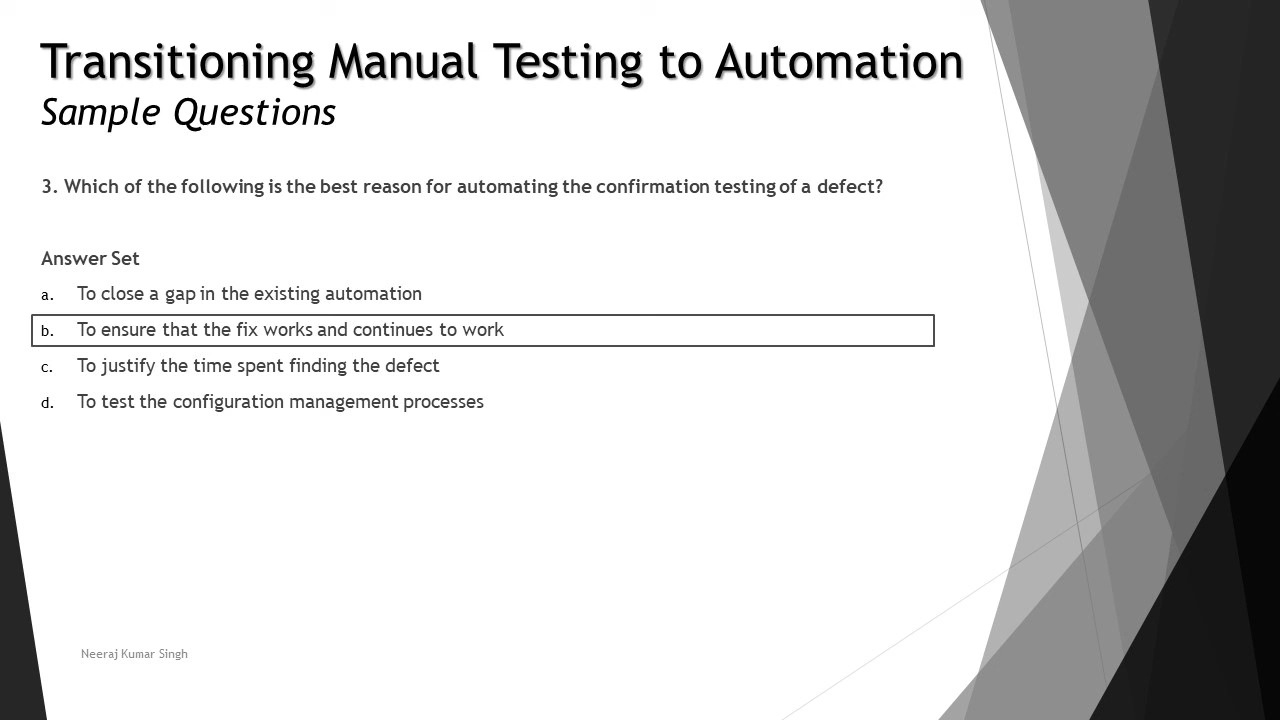 Transitioning Manual Testing to Automation
Sample Questions
3. Which of the following is the best reason for automating the confirmation testing of a defect?
Answer Set
a. To close a gap in the existing automation
b. To ensure that the fix works and continues to work
c. To justify the time spent finding the defect
d. To test the configuration management processes
Neeraj Kumar Singh